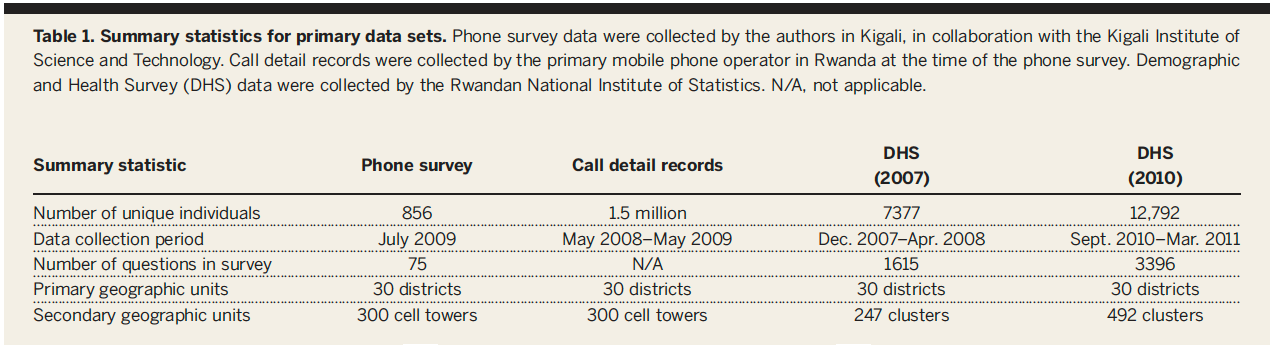 Table 1. Summary statistics for primary data sets. Phone survey data were collected by the authors in Kigali, in collaboration with the Kigali Institute of
Science and Technology. Call detail records were collected by the primary mobile phone operator in Rwanda at the time of the phone survey. Demographic
and Health Survey (DHS) data were collected by the Rwandan National Institute of Statistics. N/A, not applicable.
Summary statistic Phone survey Call detail records DHS (2007) DHS (2010)
Number of unique individuals 856 1.5 million 7377 12,792
Data collection period July 2009 May 2008–May 2009 Dec. 2007–Apr. 2008 Sept. 2010–Mar. 2011
Number of questions in survey 75 N/A 1615 3396
Primary geographic units 30 districts 30 districts 30 districts 30 districts
Secondary geographic units 300 cell towers 300 cell towers 247 clusters 492 clusters